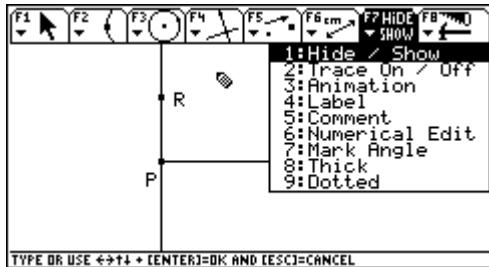 F1 F2 F3 F4 F5 F6 cm F7 HiDE SHOW F8
1:Hide / Show
2:Trace On / Off
3:Animation
4:Label
5:Comment
6:Numerical Edit
7:Mark Angle
8:Thick
9:Dotted
R
P
TYPE OR USE ←→↑↓ + [ENTER]=OK AND [ESC]=CANCEL